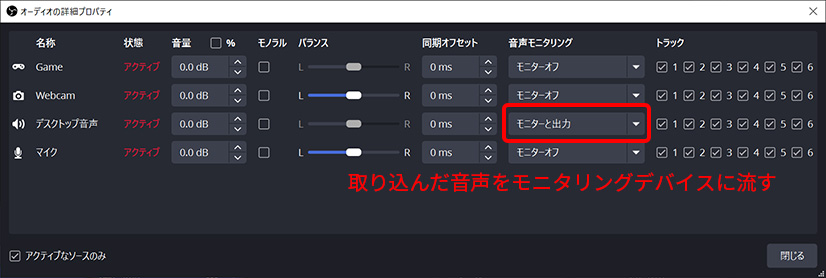 オーディオの詳細プロパティ
名称 状態 音量 % モノラル バランス 同期オフセット 音声モニタリング トラック
Game アクティブ 0.0 dB L R 0 ms モニターオフ 1 2 3 4 5 6
Webcam アクティブ 0.0 dB L R 0 ms モニターオフ 1 2 3 4 5 6
デスクトップ音声 アクティブ 0.0 dB L R 0 ms モニターと出力 1 2 3 4 5 6
マイク アクティブ 0.0 dB L R 0 ms モニターオフ 1 2 3 4 5 6
取り込んだ音声をモニタリングデバイスに流す
アクティブなソースのみ 閉じる